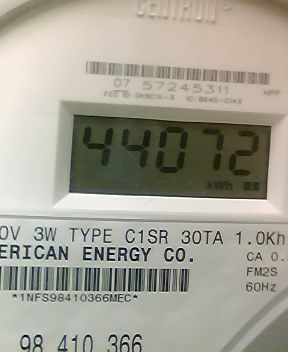 CENTRON®
07 57245311
44072
kWh
0V 3W TYPE C1SR 30TA 1.0Kh
ERICAN ENERGY CO. CA 0.
FM2S
*1NFS98410366MEC* 60Hz
98 410 366